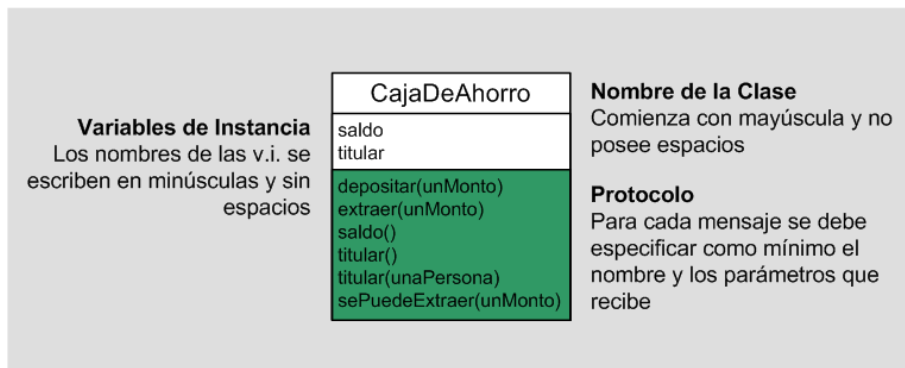 Variables de Instancia
Los nombres de las v.i. se
escriben en minúsculas y sin
espacios
CajaDeAhorro
saldo
titular
depositar(unMonto)
extraer(unMonto)
saldo()
titular()
titular(unaPersona)
sePuedeExtraer(unMonto)
Nombre de la Clase
Comienza con mayúscula y no
posee espacios
Protocolo
Para cada mensaje se debe
especificar como mínimo el
nombre y los parámetros que
recibe